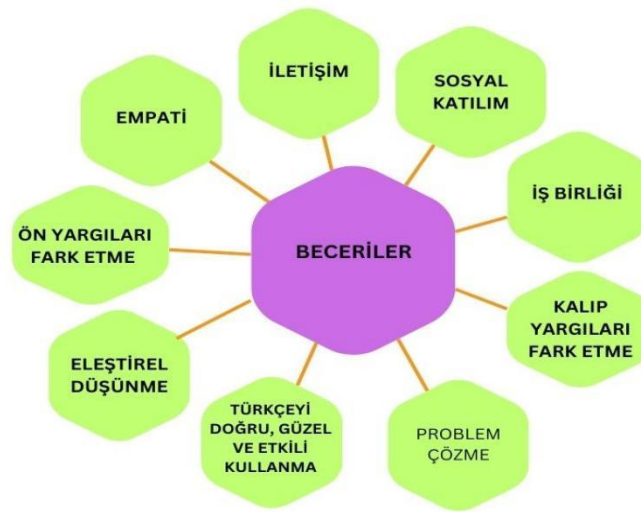 İLETİŞİM
SOSYAL
KATILIM
EMPATİ
İŞ BİRLİĞİ
ÖN YARGILARI
FARK ETME
BECERİLER
KALIP
YARGILARI
FARK ETME
ELEŞTİREL
DÜŞÜNME
TÜRKÇEYİ
DOĞRU, GÜZEL
VE ETKİLİ
KULLANMA
PROBLEM
ÇÖZME